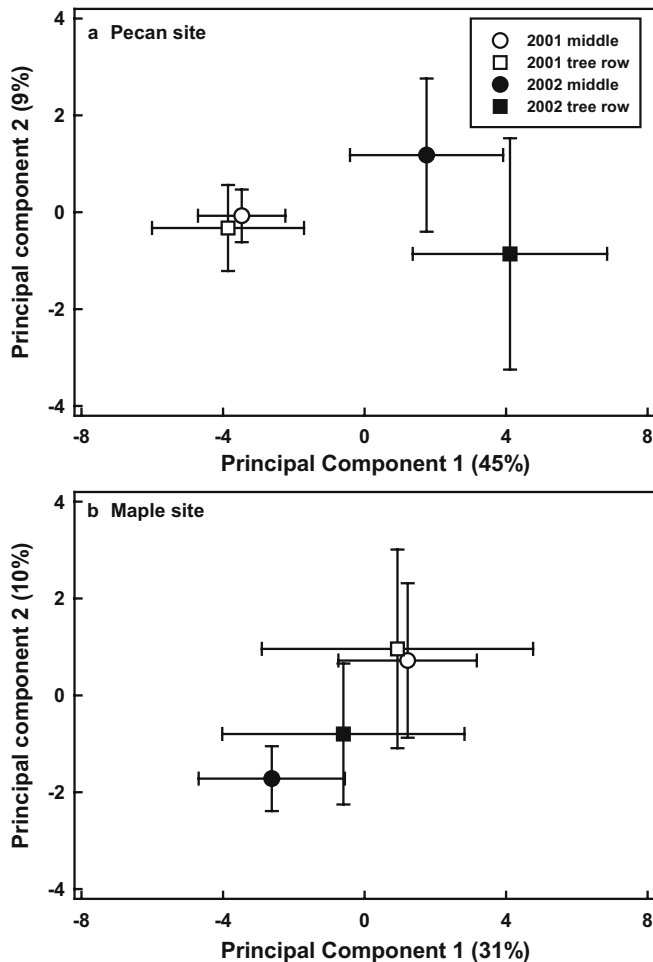 a Pecan site
2001 middle
2001 tree row
2002 middle
2002 tree row
4
2
0
-2
-4
Principal component 2 (9%)
-8
-4
0
4
8
Principal Component 1 (45%)
b Maple site
4
2
0
-2
-4
Principal component 2 (10%)
-8
-4
0
4
8
Principal Component 1 (31%)